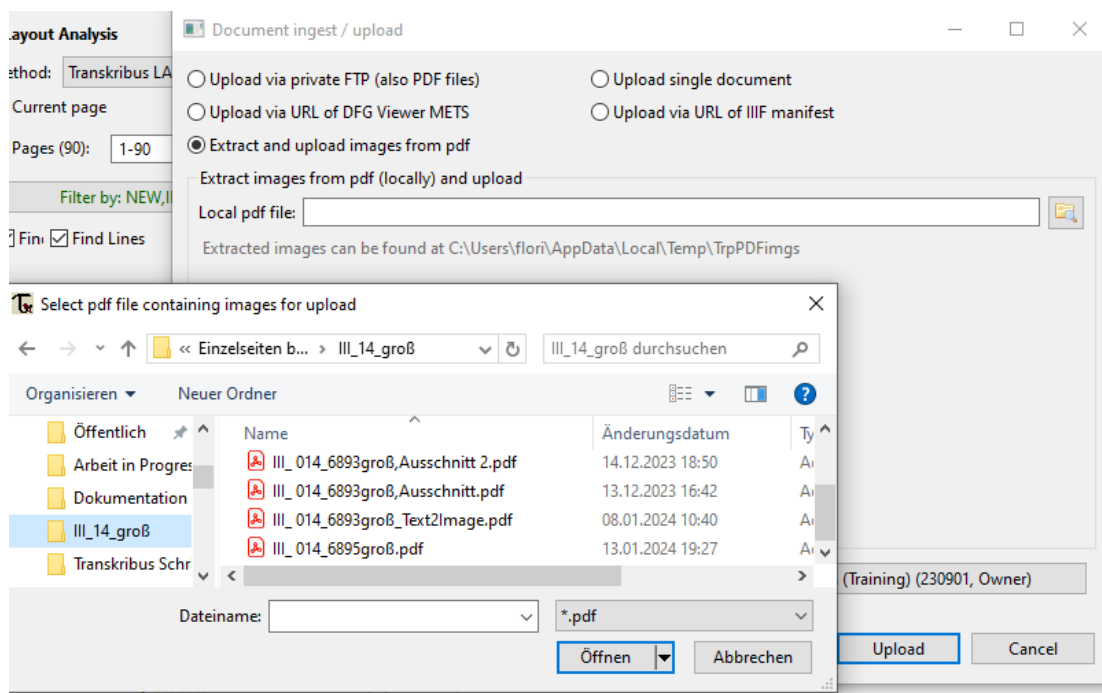 Layout Analysis
Document ingest / upload
Method: Transkribus LA
Current page
Pages (90): 1-90
Filter by: NEW,
Find Lines
Upload via private FTP (also PDF files)
Upload single document
Upload via URL of DFG Viewer METS
Upload via URL of IIIF manifest
Extract and upload images from pdf
Extract images from pdf (locally) and upload
Local pdf file:
Extracted images can be found at C:\Users\flori\AppData\Local\Temp\TrpPDFimgs
Select pdf file containing images for upload
« Einzelseiten b... › III_14_groß
III_14_groß durchsuchen
Organisieren
Neuer Ordner
Name
Änderungsdatum
Öffentlich
Arbeit in Progres
Dokumentation
III_14_groß
Transkribus Schri
III_ 014_6893groß,Ausschnitt 2.pdf 14.12.2023 18:50
III_ 014_6893groß,Ausschnitt.pdf 13.12.2023 16:42
III_ 014_6893groß_Text2Image.pdf 08.01.2024 10:40
III_ 014_6895groß.pdf 13.01.2024 19:27
Dateiname:
*.pdf
Öffnen
Abbrechen
(Training) (230901, Owner)
Upload
Cancel